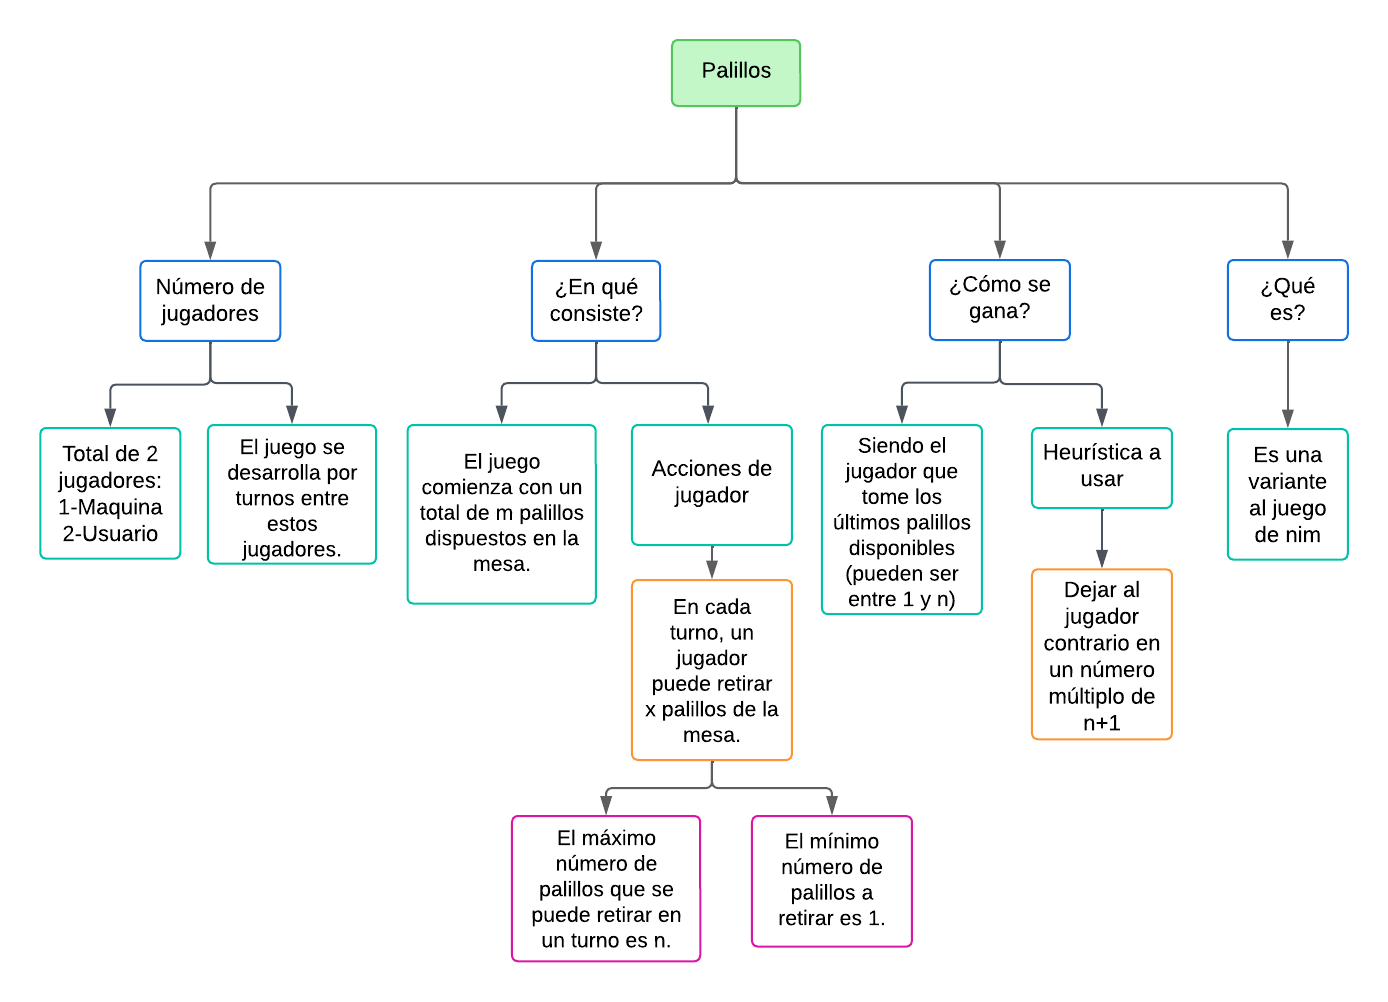 Palillos
Número de
jugadores
¿En qué
consiste?
¿Cómo se
gana?
¿Qué
es?
Total de 2
jugadores:
1-Maquina
2-Usuario
El juego se
desarrolla por
turnos entre
estos
jugadores.
El juego
comienza con un
total de m palillos
dispuestos en la
mesa.
Acciones de
jugador
Siendo el
jugador que
tome los
últimos palillos
disponibles
(pueden ser
entre 1 y n)
Heurística a
usar
Es una
variante
al juego
de nim
En cada
turno, un
jugador
puede retirar
x palillos de la
mesa.
Dejar al
jugador
contrario en
un número
múltiplo de
n+1
El máximo
número de
palillos que se
puede retirar en
un turno es n.
El mínimo
número de
palillos a
retirar es 1.